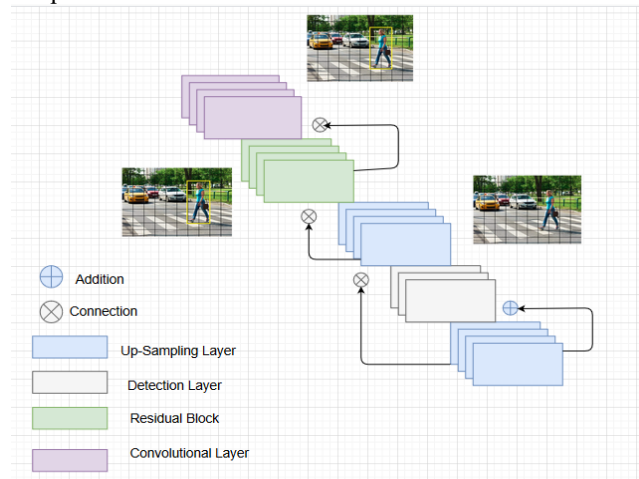 Addition
Connection
Up-Sampling Layer
Detection Layer
Residual Block
Convolutional Layer